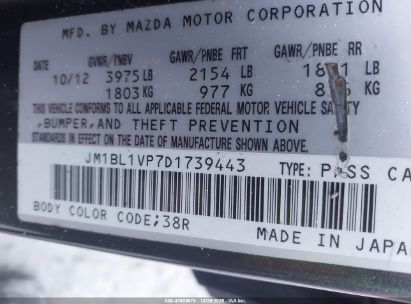 MFD. BY MAZDA MOTOR CORPORATION
GVWR/PNBV GAWR/PNBE FRT GAWR/PNBE RR
10/12 3975 LB 2154 LB LB
1803 KG 977 KG KG
THIS VEHICLE CONFORMS TO ALL APPLICABLE FEDERAL MOTOR VEHICLE SAFETY
,BUMPER, AND THEFT PREVENTION
STANDARDS IN EFFECT ON THE DATE OF MANUFACTURE SHOWN ABOVE.
JM1BL1VP7D1739443 TYPE: PASS CA
BODY COLOR CODE;38R
MADE IN JAPAN